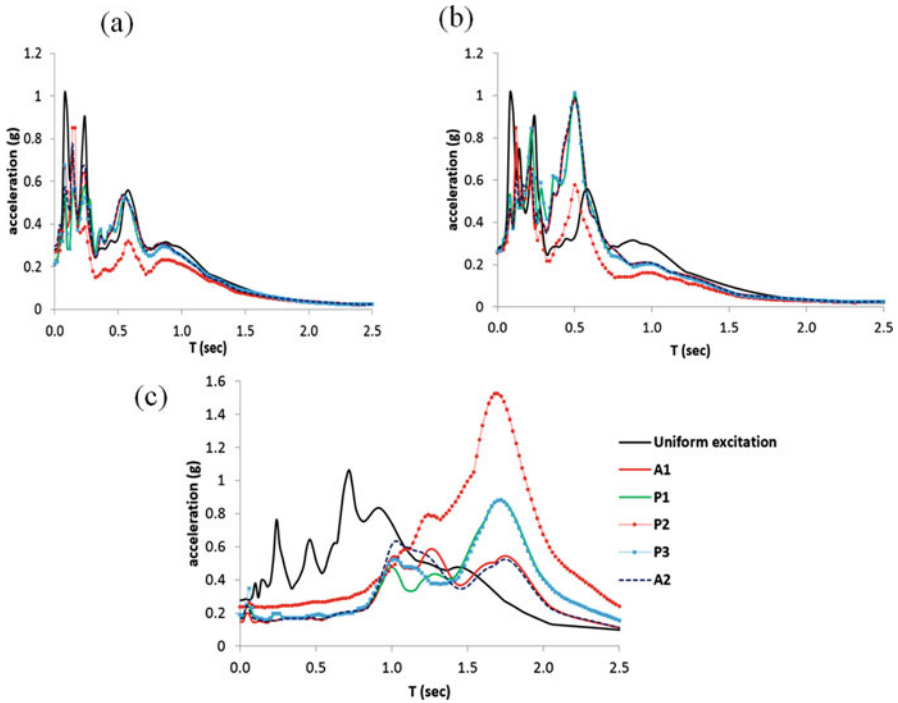 (a)
1.2
1
0.8
0.6
0.4
0.2
0
acceleration (g)
0.0 0.5 1.0 1.5 2.0 2.5
T (sec)
(b)
1.2
1
0.8
0.6
0.4
0.2
0
acceleration (g)
0.0 0.5 1.0 1.5 2.0 2.5
T (sec)
(c)
1.6
1.4
1.2
1
0.8
0.6
0.4
0.2
0
acceleration (g)
0.0 0.5 1.0 1.5 2.0 2.5
T (sec)
Uniform excitation
A1
P1
P2
P3
A2